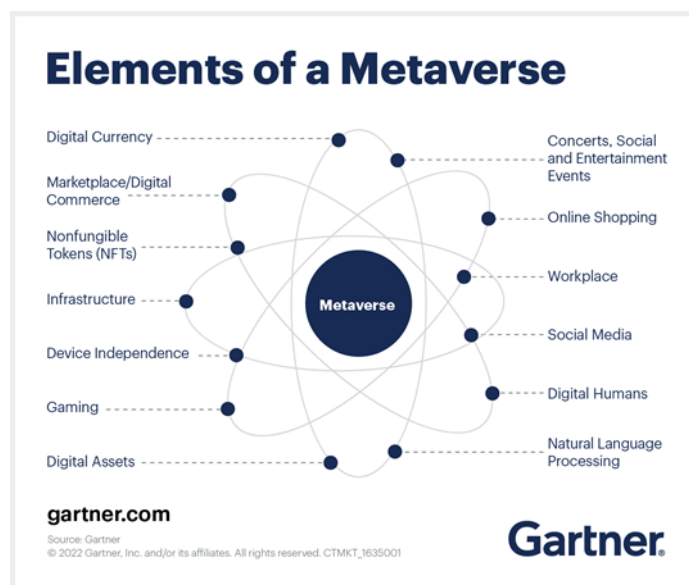 Elements of a Metaverse
Digital Currency
Marketplace/Digital
Commerce
Nonfungible
Tokens (NFTs)
Infrastructure
Device Independence
Gaming
Digital Assets
Metaverse
Concerts, Social
and Entertainment
Events
Online Shopping
Workplace
Social Media
Digital Humans
Natural Language
Processing
gartner.com
Source: Gartner
© 2022 Gartner, Inc. and/or its affiliates. All rights reserved. CTMKT_1635001
Gartner®